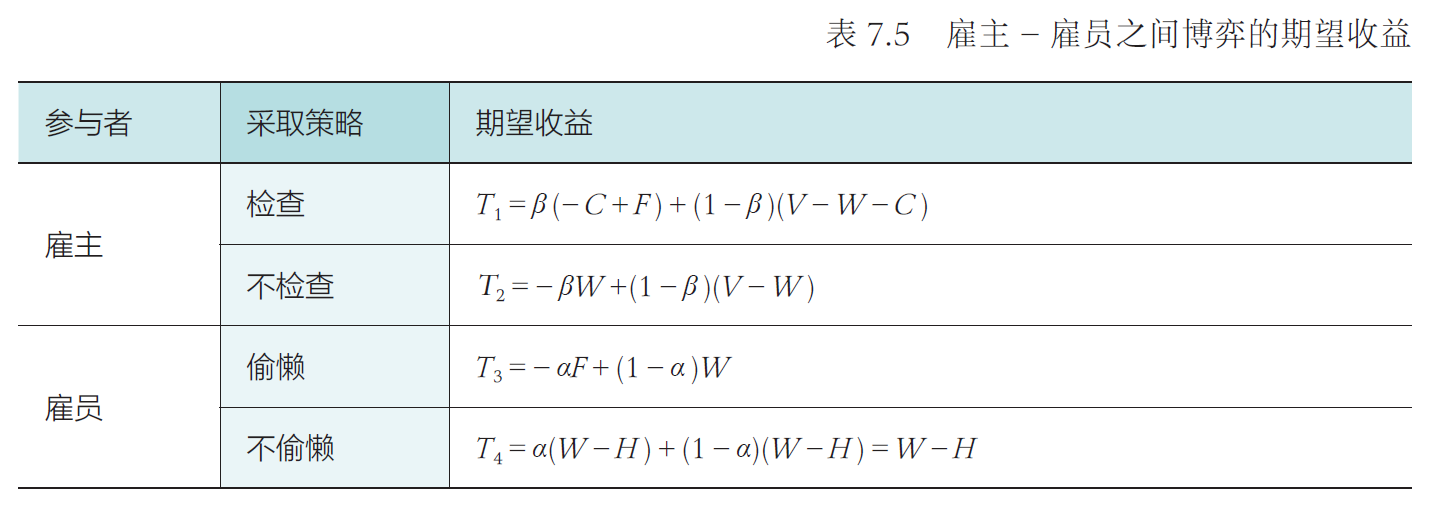 表 7.5 雇主 – 雇员之间博弈的期望收益
参与者 采取策略 期望收益
雇主
检查 T₁=β(−C+F)+(1−β)(V−W−C)
不检查 T₂=−βW+(1−β)(V−W)
雇员
偷懒 T₃=−αF+(1−α)W
不偷懒 T₄=α(W−H)+(1−α)(W−H)=W−H